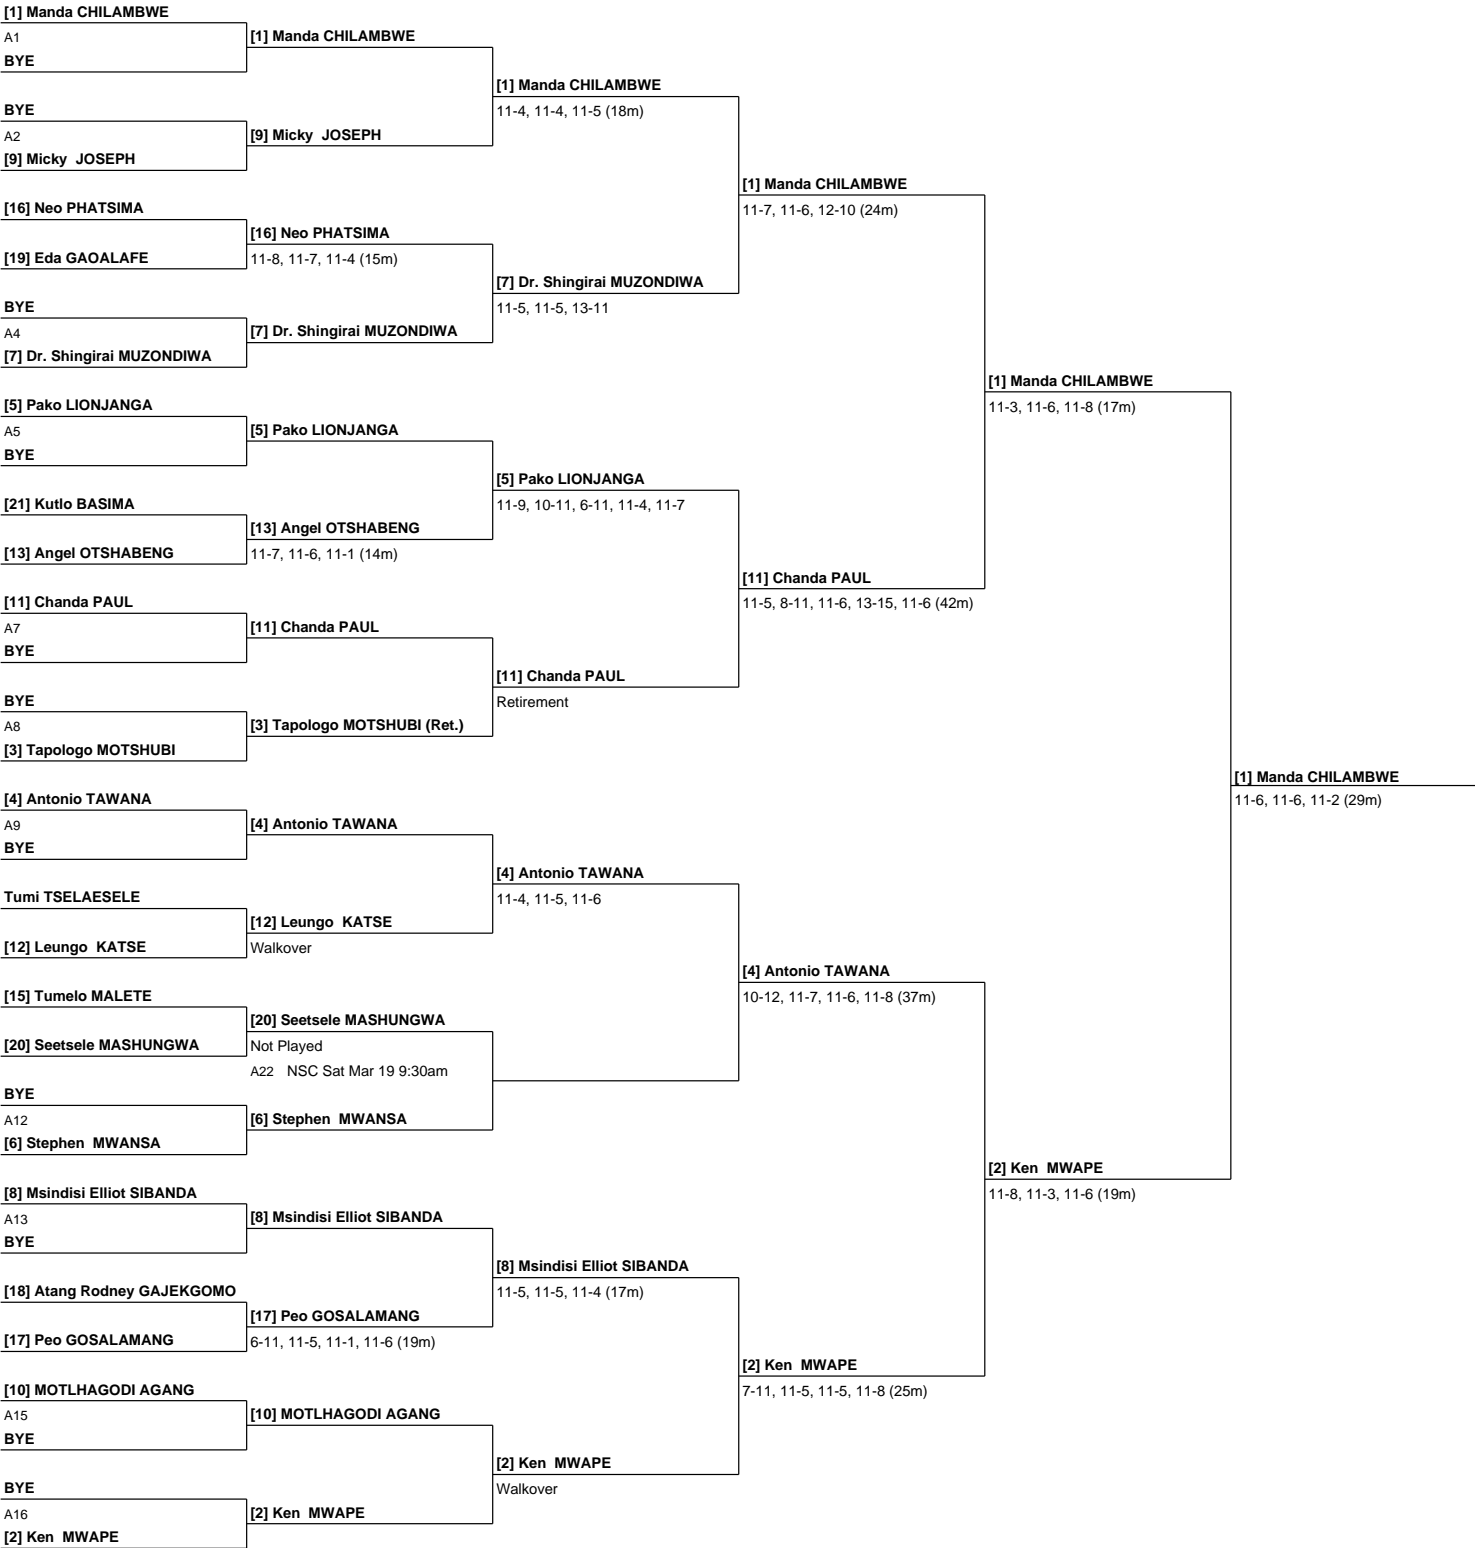 [1] Manda CHILAMBWE
A1
BYE
BYE
A2
[9] Micky JOSEPH
[16] Neo PHATSIMA
[19] Eda GAOALAFE
BYE
A4
[7] Dr. Shingirai MUZONDIWA
[5] Pako LIONJANGA
A5
BYE
[21] Kutlo BASIMA
[13] Angel OTSHABENG
[11] Chanda PAUL
A7
BYE
BYE
A8
[3] Tapologo MOTSHUBI
[4] Antonio TAWANA
A9
BYE
Tumi TSELAESELE
[12] Leungo KATSE
[15] Tumelo MALETE
[20] Seetsele MASHUNGWA
BYE
A12
[6] Stephen MWANSA
[8] Msindisi Elliot SIBANDA
A13
BYE
[18] Atang Rodney GAJEKGOMO
[17] Peo GOSALAMANG
[10] MOTLHAGODI AGANG
A15
BYE
BYE
A16
[2] Ken MWAPE
[1] Manda CHILAMBWE
[9] Micky JOSEPH
[16] Neo PHATSIMA
11-8, 11-7, 11-4 (15m)
[7] Dr. Shingirai MUZONDIWA
[5] Pako LIONJANGA
[13] Angel OTSHABENG
11-7, 11-6, 11-1 (14m)
[11] Chanda PAUL
[3] Tapologo MOTSHUBI (Ret.)
[4] Antonio TAWANA
[12] Leungo KATSE
Walkover
[20] Seetsele MASHUNGWA
Not Played
A22 NSC Sat Mar 19 9:30am
[6] Stephen MWANSA
[8] Msindisi Elliot SIBANDA
[17] Peo GOSALAMANG
6-11, 11-5, 11-1, 11-6 (19m)
[10] MOTLHAGODI AGANG
[2] Ken MWAPE
[1] Manda CHILAMBWE
11-4, 11-4, 11-5 (18m)
[7] Dr. Shingirai MUZONDIWA
11-5, 11-5, 13-11
[5] Pako LIONJANGA
11-9, 10-11, 6-11, 11-4, 11-7
[11] Chanda PAUL
Retirement
[4] Antonio TAWANA
11-4, 11-5, 11-6
[8] Msindisi Elliot SIBANDA
11-5, 11-5, 11-4 (17m)
[2] Ken MWAPE
Walkover
[1] Manda CHILAMBWE
11-7, 11-6, 12-10 (24m)
[11] Chanda PAUL
11-5, 8-11, 11-6, 13-15, 11-6 (42m)
[4] Antonio TAWANA
10-12, 11-7, 11-6, 11-8 (37m)
[2] Ken MWAPE
7-11, 11-5, 11-5, 11-8 (25m)
[1] Manda CHILAMBWE
11-3, 11-6, 11-8 (17m)
[2] Ken MWAPE
11-8, 11-3, 11-6 (19m)
[1] Manda CHILAMBWE
11-6, 11-6, 11-2 (29m)